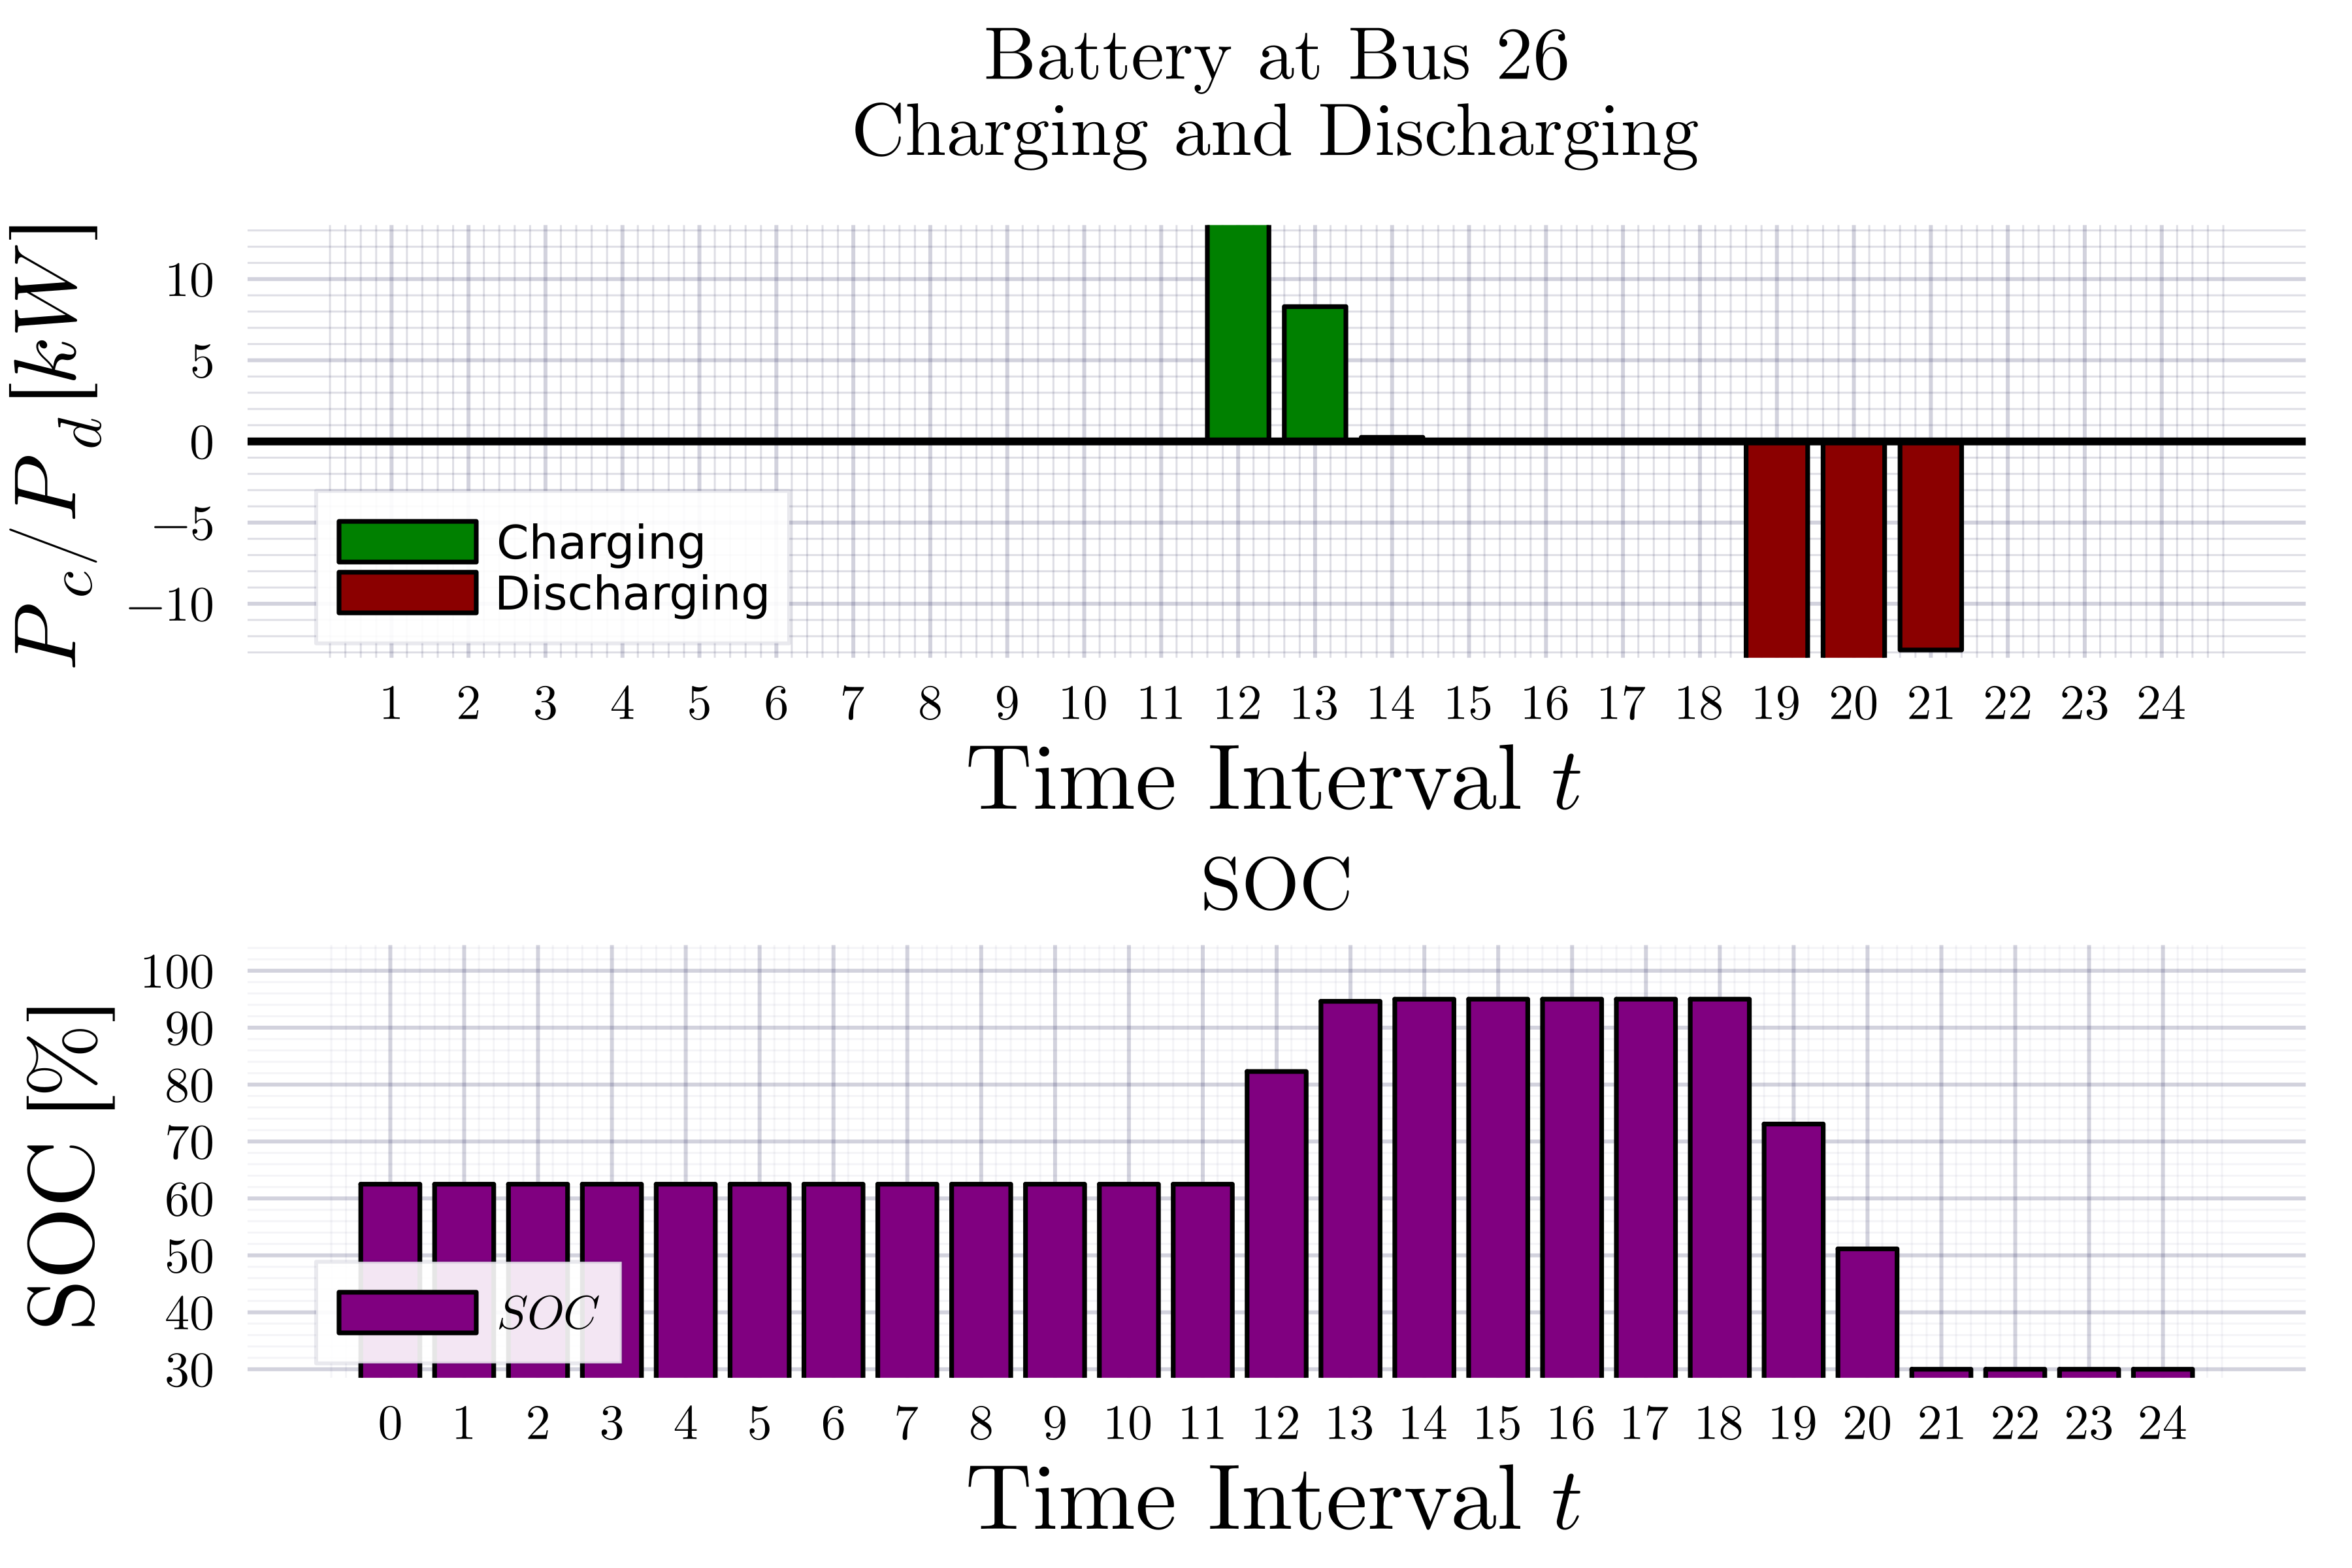 Battery at Bus 26
Charging and Discharging
P_c/P_d [kW]
10
5
0
−5
−10
Charging
Discharging
1 2 3 4 5 6 7 8 9 10 11 12 13 14 15 16 17 18 19 20 21 22 23 24
Time Interval t
SOC
SOC [%]
100
90
80
70
60
50
40
30
SOC
0 1 2 3 4 5 6 7 8 9 10 11 12 13 14 15 16 17 18 19 20 21 22 23 24
Time Interval t